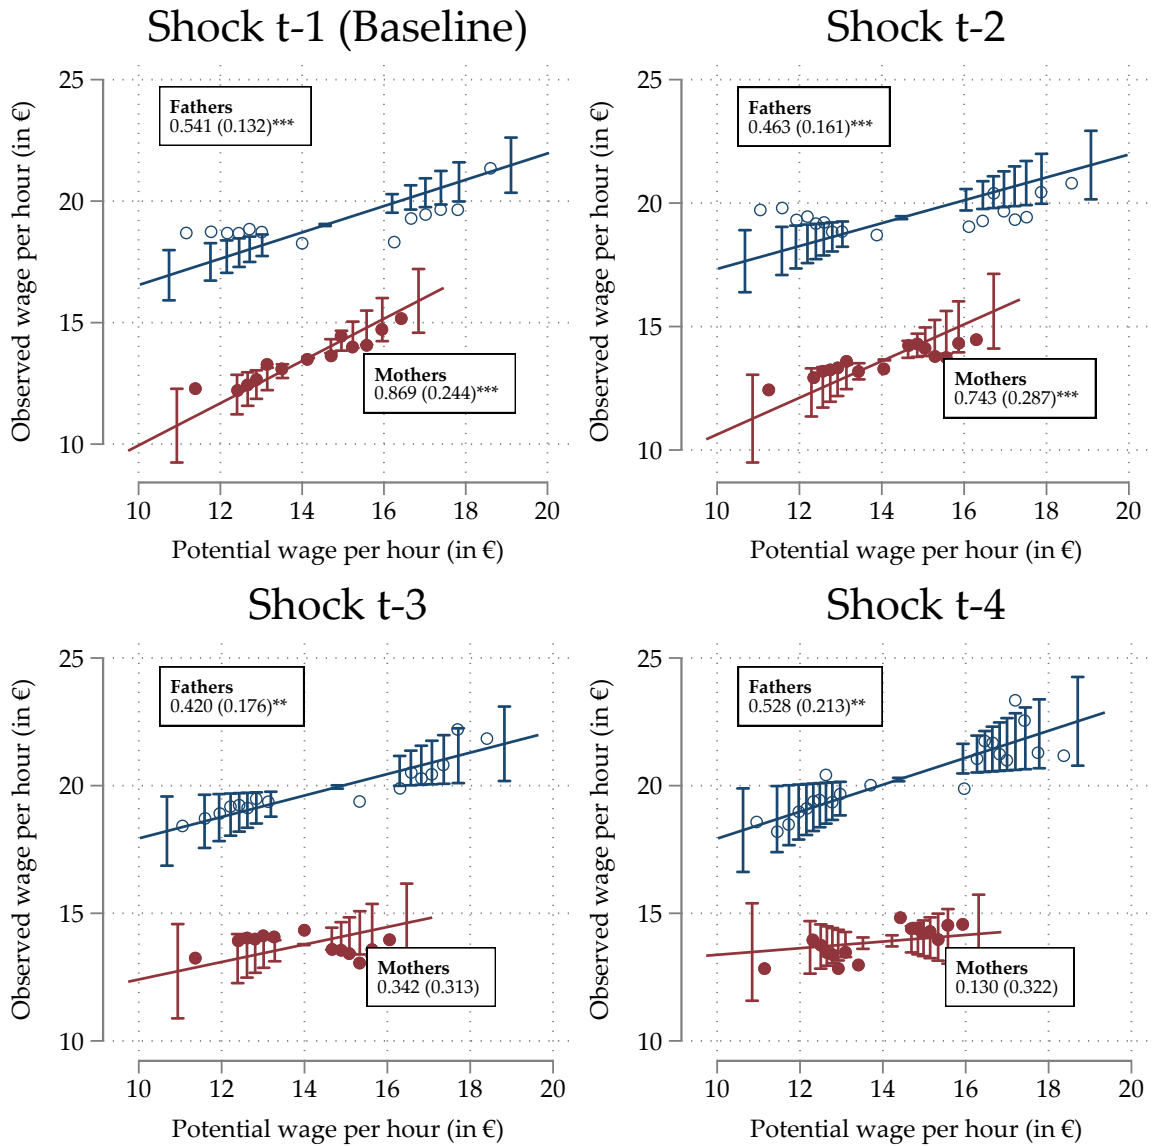 Shock t-1 (Baseline)
Observed wage per hour (in €)
25
20
15
10
Fathers
0.541 (0.132)***
Mothers
0.869 (0.244)***
10 12 14 16 18 20
Potential wage per hour (in €)
Shock t-2
Observed wage per hour (in €)
25
20
15
10
Fathers
0.463 (0.161)***
Mothers
0.743 (0.287)***
10 12 14 16 18 20
Potential wage per hour (in €)
Shock t-3
Observed wage per hour (in €)
25
20
15
10
Fathers
0.420 (0.176)**
Mothers
0.342 (0.313)
10 12 14 16 18 20
Potential wage per hour (in €)
Shock t-4
Observed wage per hour (in €)
25
20
15
10
Fathers
0.528 (0.213)**
Mothers
0.130 (0.322)
10 12 14 16 18 20
Potential wage per hour (in €)